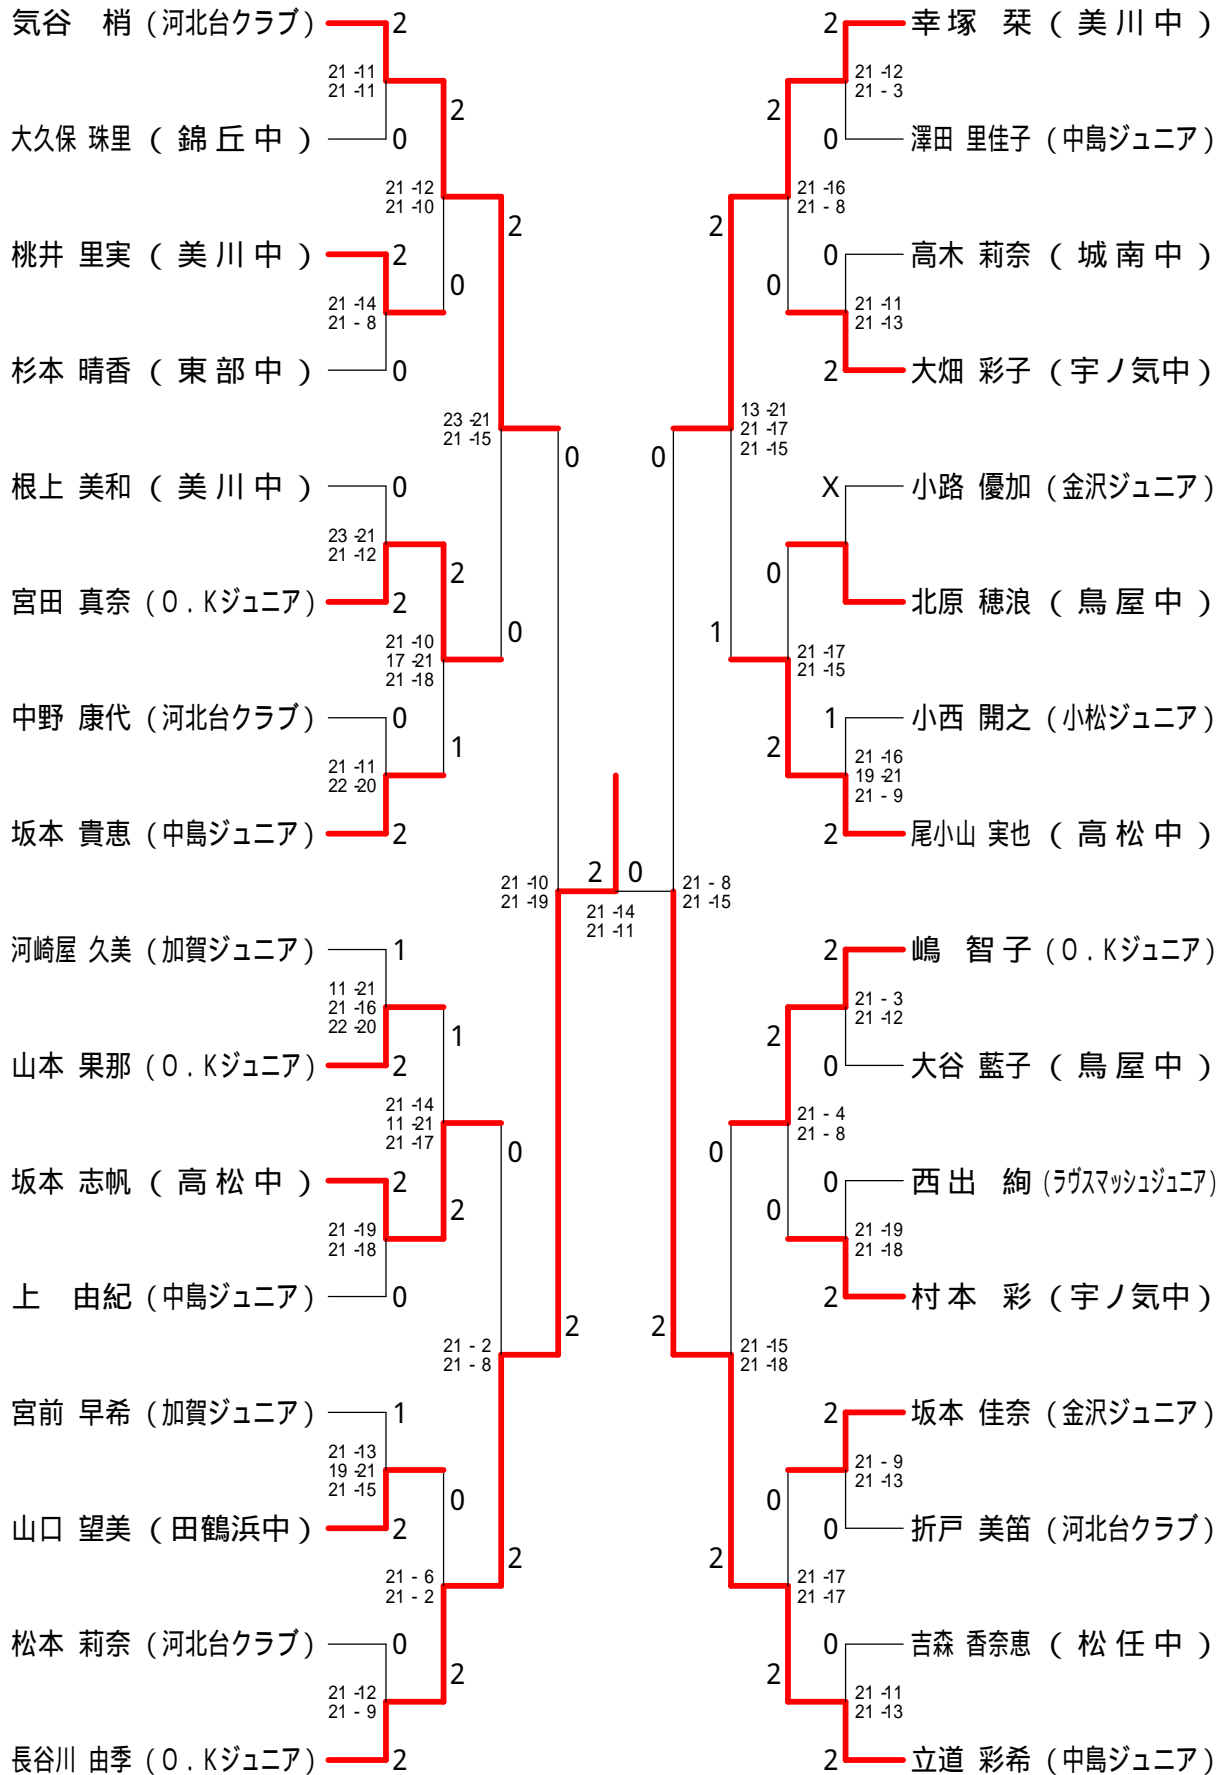 気谷 梢 (河北台クラブ) 2
21 -11
21 -11
2
大久保 珠里 ( 錦丘中 ) 0
21 -12
21 -10
2
桃井 里実 ( 美川中 ) 2
0
21 -14
21 - 8
杉本 晴香 ( 東部中 ) 0
23 -21
21 -15
0
根上 美和 ( 美川中 ) 0
23 -21
21 -12
2
宮田 真奈 (O.Kジュニア) 2
21 -10
17 -21
21 -18
0
中野 康代 (河北台クラブ) 0
1
21 -11
22 -20
坂本 貴恵 (中島ジュニア) 2
21 -10
21 -19
河崎屋 久美 (加賀ジュニア) 1
11 -21
21 -16
22 -20
1
山本 果那 (O.Kジュニア) 2
21 -14
11 -21
21 -17
0
坂本 志帆 ( 高松中 ) 2
2
21 -19
21 -18
上 由紀 (中島ジュニア) 0
2
21 - 2
21 - 8
宮前 早希 (加賀ジュニア) 1
21 -13
19 -21
21 -15
0
山口 望美 (田鶴浜中) 2
2
21 - 6
21 - 2
松本 莉奈 (河北台クラブ) 0
2
21 -12
21 - 9
長谷川 由季 (O.Kジュニア) 2
2 0
21 -14
21 -11
2 幸塚 栞 ( 美川中 )
21 -12
21 - 3
2
0 澤田 里佳子 (中島ジュニア)
21 -16
21 - 8
2
0 高木 莉奈 ( 城南中 )
0
21 -11
21 -13
2 大畑 彩子 (宇ノ気中)
13 -21
21 -17
21 -15
0
X 小路 優加 (金沢ジュニア)
0
北原 穂浪 ( 鳥屋中 )
1
21 -17
21 -15
1 小西 開之 (小松ジュニア)
2
21 -16
19 -21
21 - 9
2 尾小山 実也 ( 高松中 )
21 - 8
21 -15
2 嶋 智子 (O.Kジュニア)
21 - 3
21 -12
2
0 大谷 藍子 ( 鳥屋中 )
21 - 4
21 - 8
0
0 西出 絢 (ラヴスマッシュジュニア)
0
21 -19
21 -18
2 村本 彩 (宇ノ気中)
2
21 -15
21 -18
2 坂本 佳奈 (金沢ジュニア)
21 - 9
21 -13
0
0 折戸 美笛 (河北台クラブ)
2
21 -17
21 -17
0 吉森 香奈恵 ( 松任中 )
2
21 -11
21 -13
2 立道 彩希 (中島ジュニア)